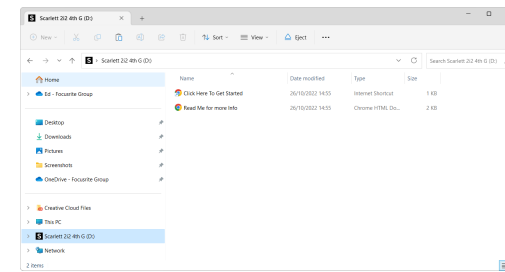 Scarlett 2i2 4th G (D:)
New
Sort
View
Eject
Scarlett 2i2 4th G (D:)
Search Scarlett 2i2 4th G (D:)
Home
Ed - Focusrite Group
Desktop
Downloads
Pictures
Screenshots
OneDrive - Focusrite Group
Creative Cloud Files
This PC
Scarlett 2i2 4th G (D:)
Network
Name Date modified Type Size
Click Here To Get Started 26/10/2022 14:55 Internet Shortcut 1 KB
Read Me for more info 26/10/2022 14:55 Chrome HTML Do... 2 KB
2 items